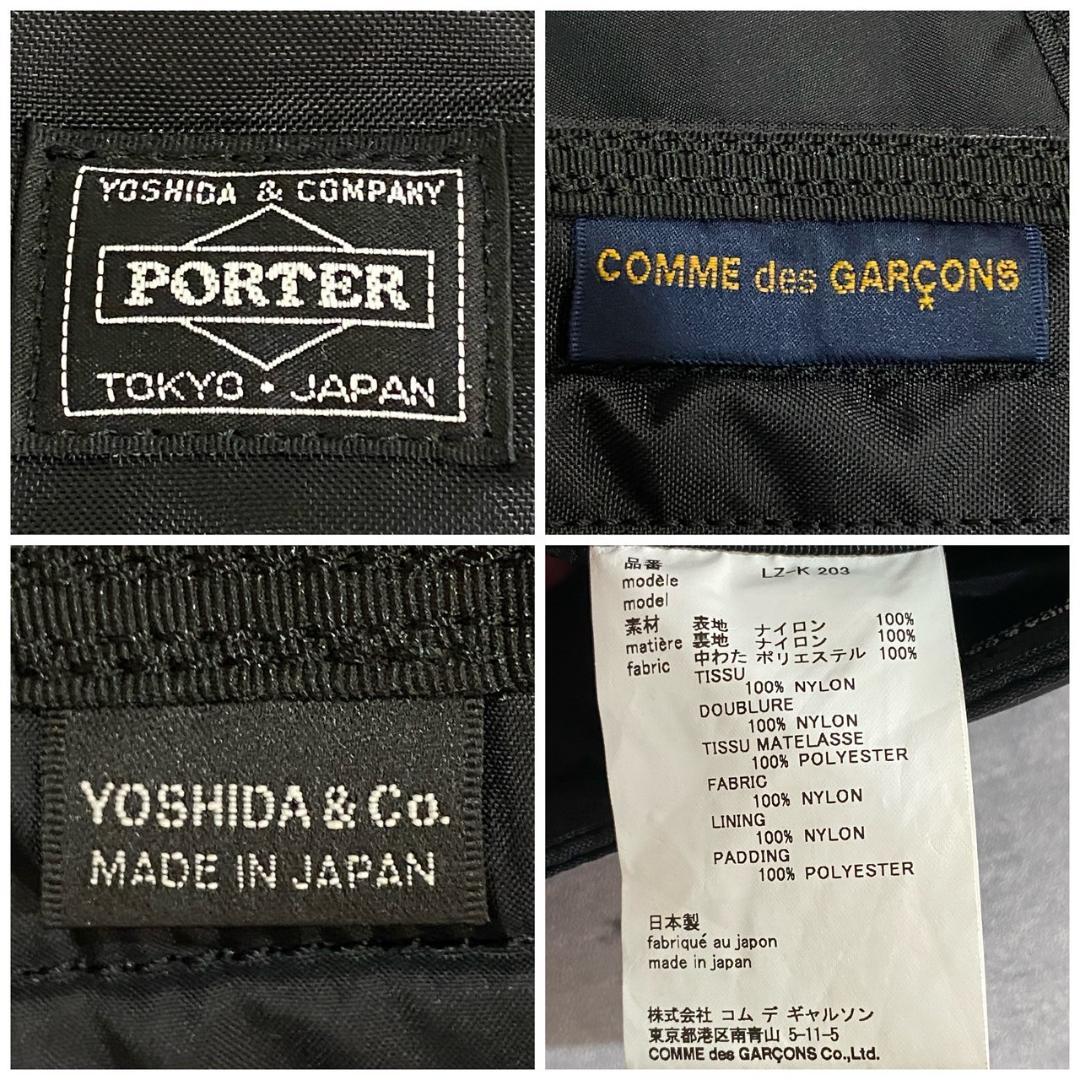 YOSHIDA & COMPANY
PORTER
TOKYO • JAPAN
COMME des GARÇONS
YOSHIDA & Co.
MADE IN JAPAN
品番
modèle
model
LZ-K 203
素材
matière
fabric
表地 ナイロン 100%
裏地 ナイロン 100%
中わた ポリエステル 100%
TISSU
100% NYLON
DOUBLURE
100% NYLON
TISSU MATELASSE
100% POLYESTER
FABRIC
100% NYLON
LINING
100% NYLON
PADDING
100% POLYESTER
日本製
fabriqué au japon
made in japan
株式会社 コム デ ギャルソン
東京都港区南青山 5-11-5
COMME des GARÇONS Co.,Ltd.